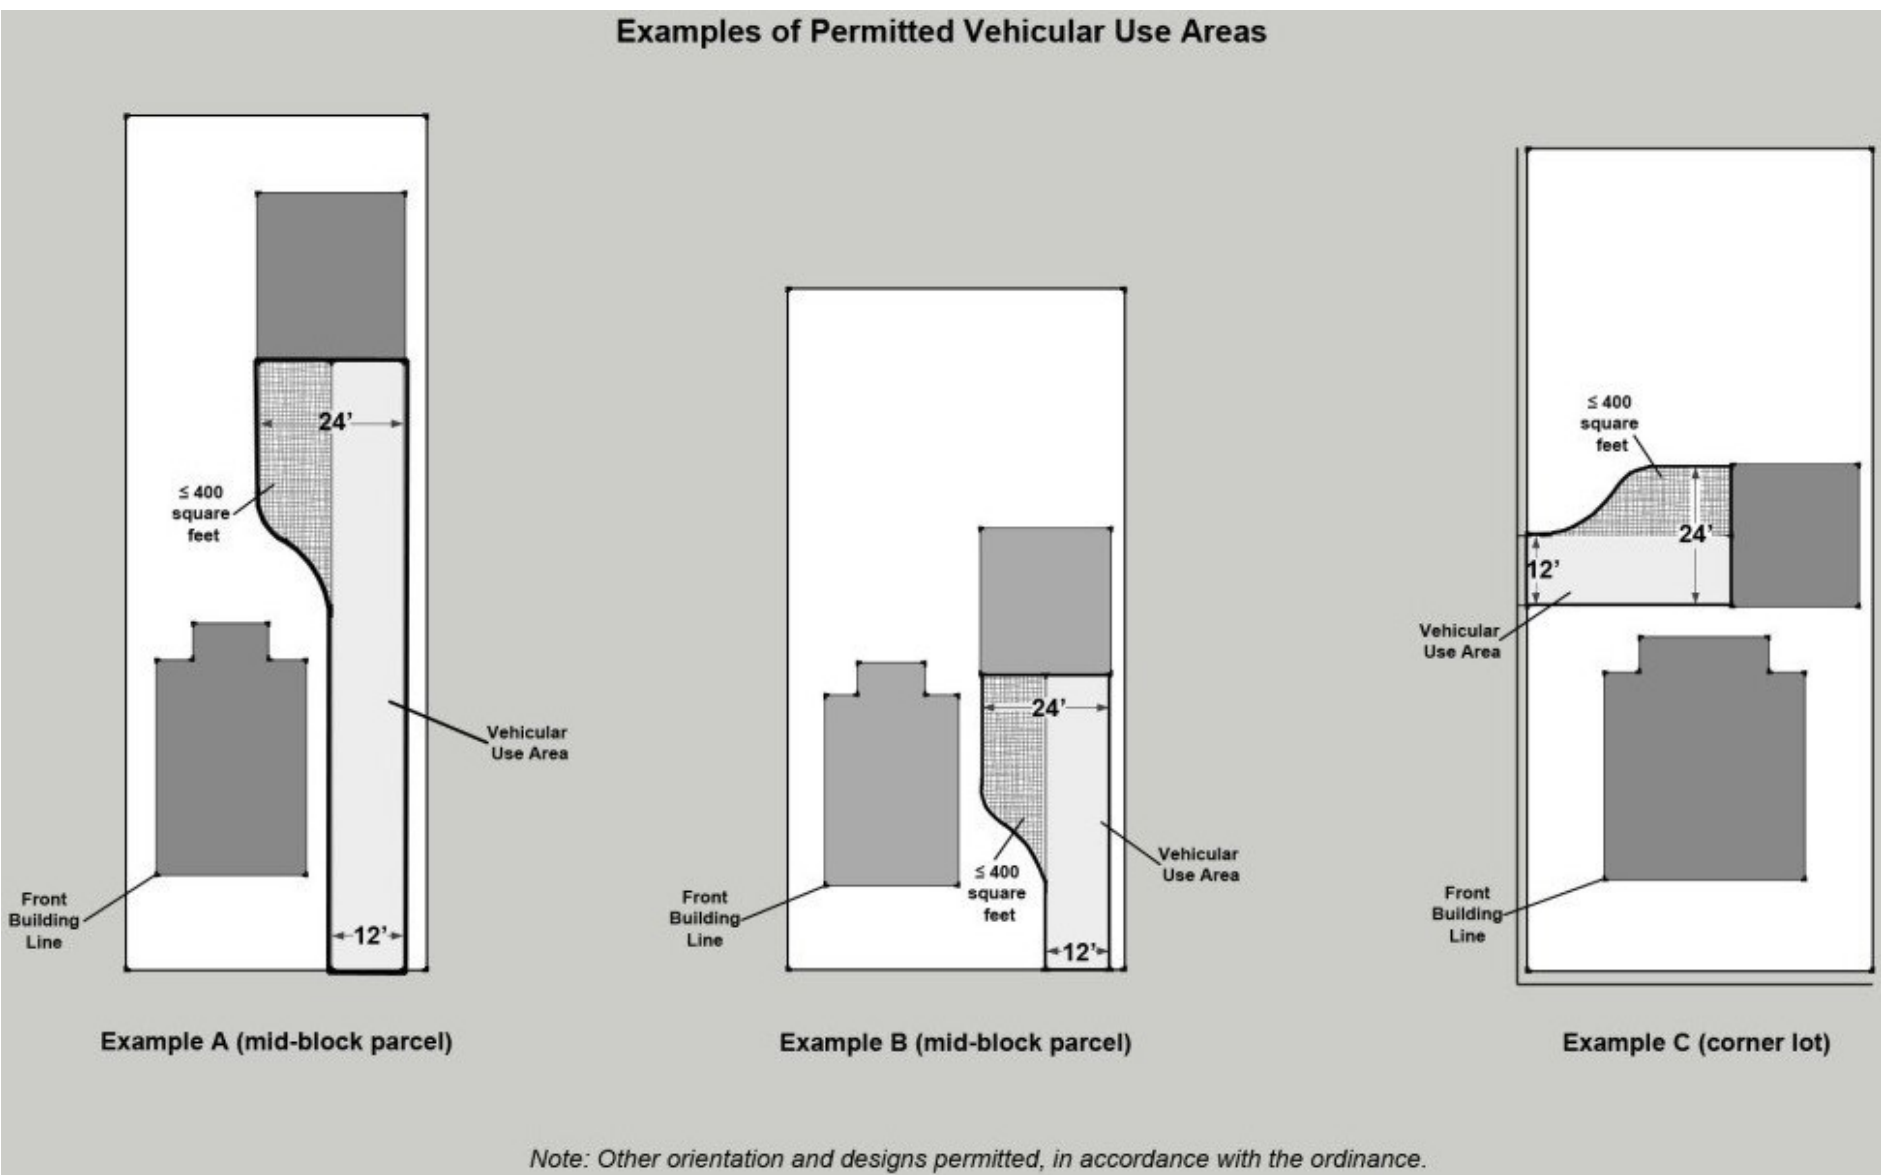 Examples of Permitted Vehicular Use Areas
24’
≤ 400
square
feet
Vehicular
Use Area
Front
Building
Line
12’
Example A (mid-block parcel)
24’
≤ 400
square
feet
Vehicular
Use Area
Front
Building
Line
12’
Example B (mid-block parcel)
≤ 400
square
feet
24’
12’
Vehicular
Use Area
Front
Building
Line
Example C (corner lot)
Note: Other orientation and designs permitted, in accordance with the ordinance.